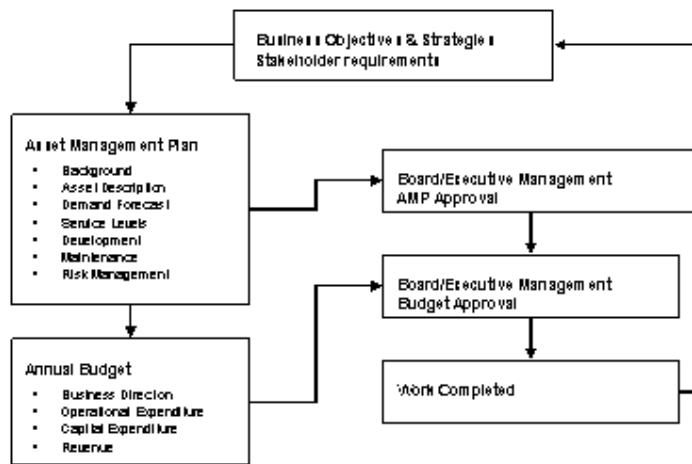 Business Objectives & Strategies
Stakeholder requirements
Asset Management Plan
• Background
• Asset Description
• Demand Forecast
• Service Levels
• Development
• Maintenance
• Risk Management
Board/Executive Management
AMP Approval
Board/Executive Management
Budget Approval
Annual Budget
• Business Direction
• Operational Expenditure
• Capital Expenditure
• Revenue
Work Completed